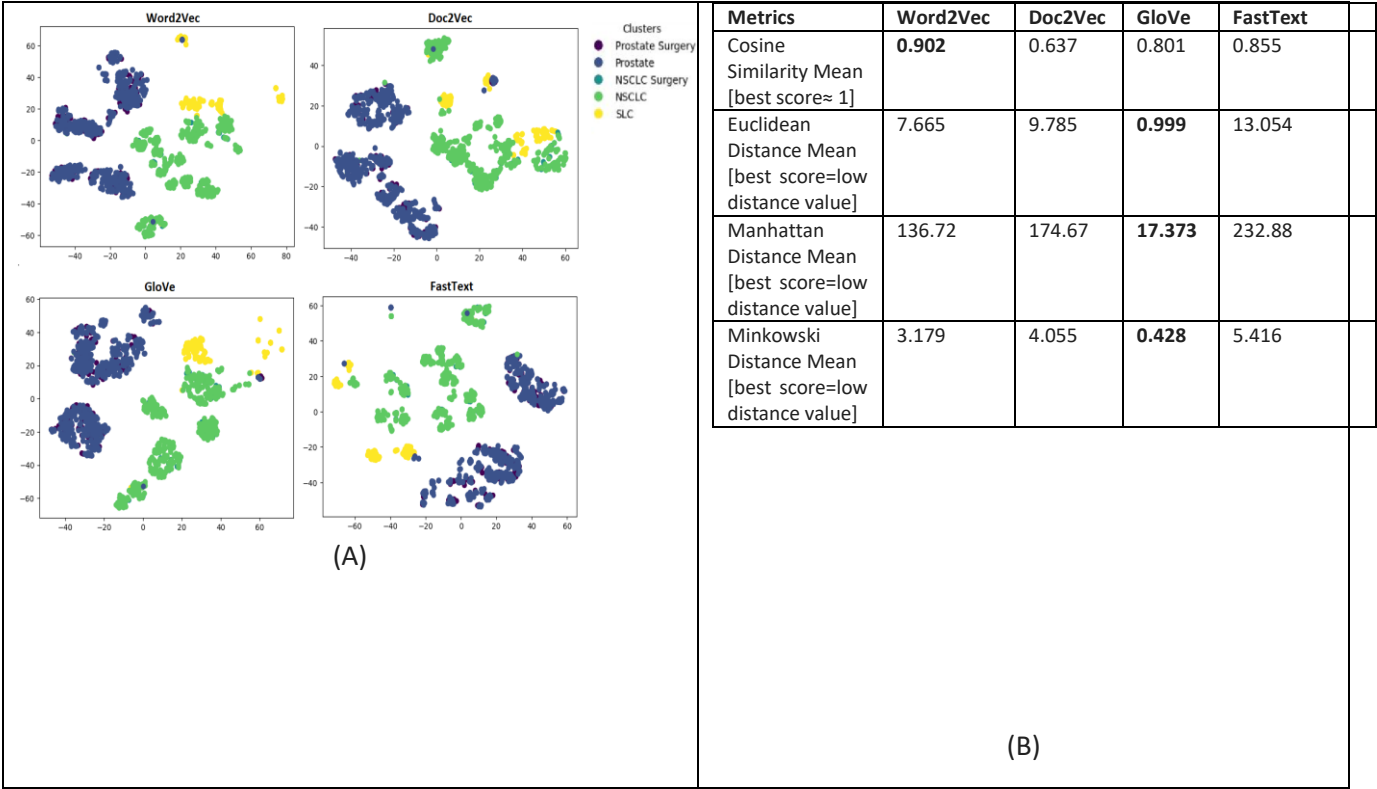 Word2Vec
60
40
20
0
−20
−40
−60
−40 −20 0 20 40 60 80
Doc2Vec
40
20
0
−20
−40
−40 −20 0 20 40 60
Clusters
Prostate Surgery
Prostate
NSCLC Surgery
NSCLC
SLC
GloVe
60
40
20
0
−20
−40
−60
−40 −20 0 20 40 60
FastText
60
40
20
0
−20
−40
−60 −40 −20 0 20 40 60
(A)
Metrics Word2Vec Doc2Vec GloVe FastText
Cosine 0.902 0.637 0.801 0.855
Similarity Mean
[best score≈ 1]
Euclidean 7.665 9.785 0.999 13.054
Distance Mean
[best score=low
distance value]
Manhattan 136.72 174.67 17.373 232.88
Distance Mean
[best score=low
distance value]
Minkowski 3.179 4.055 0.428 5.416
Distance Mean
[best score=low
distance value]
(B)